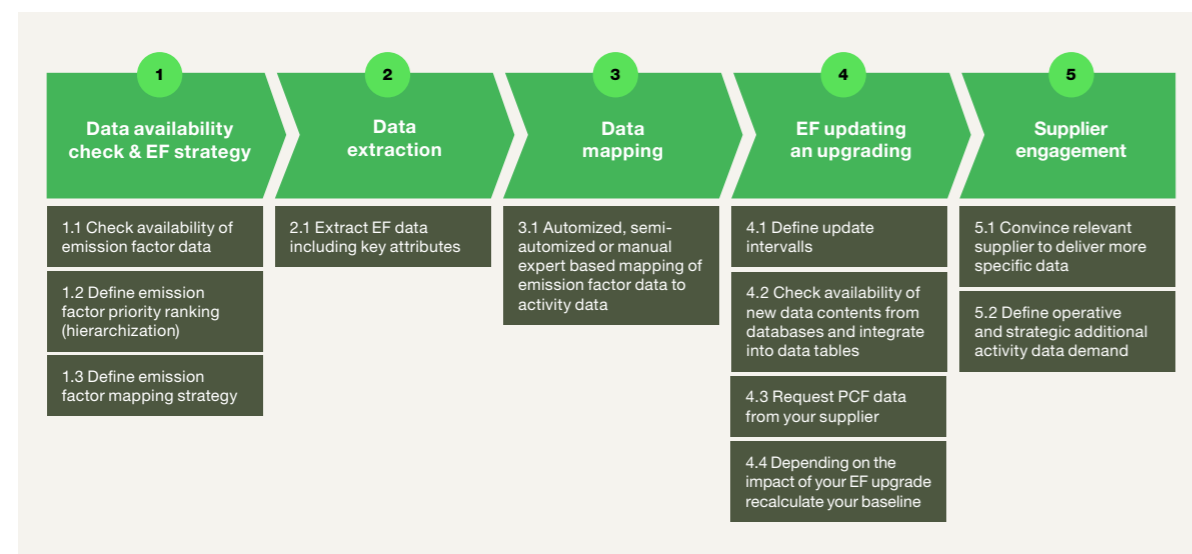 1
Data availability
check & EF strategy
1.1 Check availability of
emission factor data
1.2 Define emission
factor priority ranking
(hierarchization)
1.3 Define emission
factor mapping strategy
2
Data
extraction
2.1 Extract EF data
including key attributes
3
Data
mapping
3.1 Automized, semi-
automized or manual
expert based mapping of
emission factor data to
activity data
4
EF updating
an upgrading
4.1 Define update
intervalls
4.2 Check availability of
new data contents from
databases and integrate
into data tables
4.3 Request PCF data
from your supplier
4.4 Depending on the
impact of your EF upgrade
recalculate your baseline
5
Supplier
engagement
5.1 Convince relevant
supplier to deliver more
specific data
5.2 Define operative
and strategic additional
activity data demand